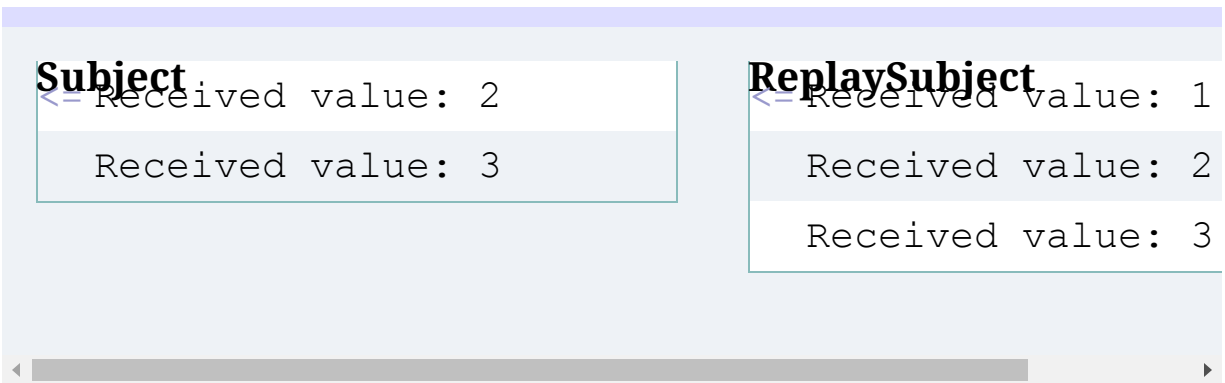 Subject
<= Received value: 2
Received value: 3
ReplaySubject
<= Received value: 1
Received value: 2
Received value: 3